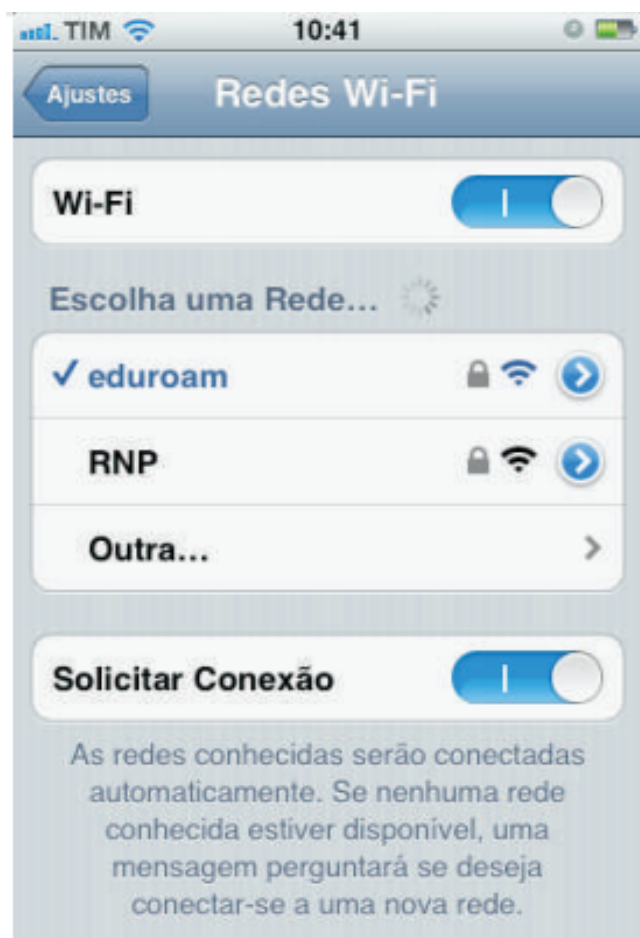 TIM 10:41
Ajustes Redes Wi-Fi
Wi-Fi
Escolha uma Rede...
eduroam
RNP
Outra...
Solicitar Conexão
As redes conhecidas serão conectadas
automaticamente. Se nenhuma rede
conhecida estiver disponível, uma
mensagem perguntará se deseja
conectar-se a uma nova rede.